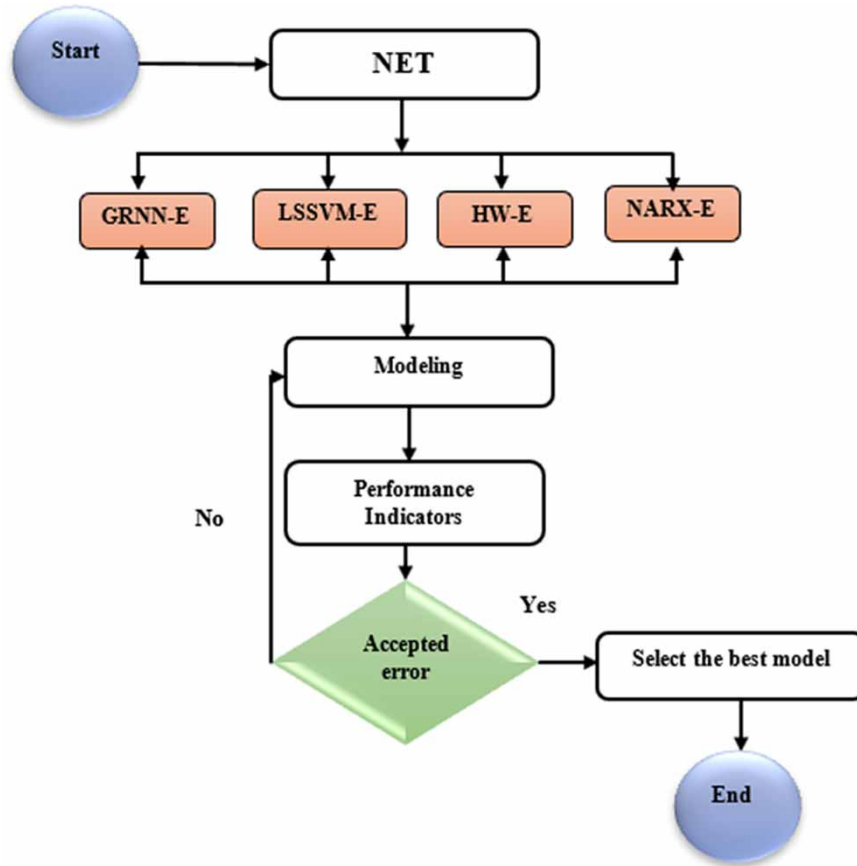 Start
NET
GRNN-E
LSSVM-E
HW-E
NARX-E
Modeling
Performance
Indicators
No
Yes
Accepted
error
Select the best model
End